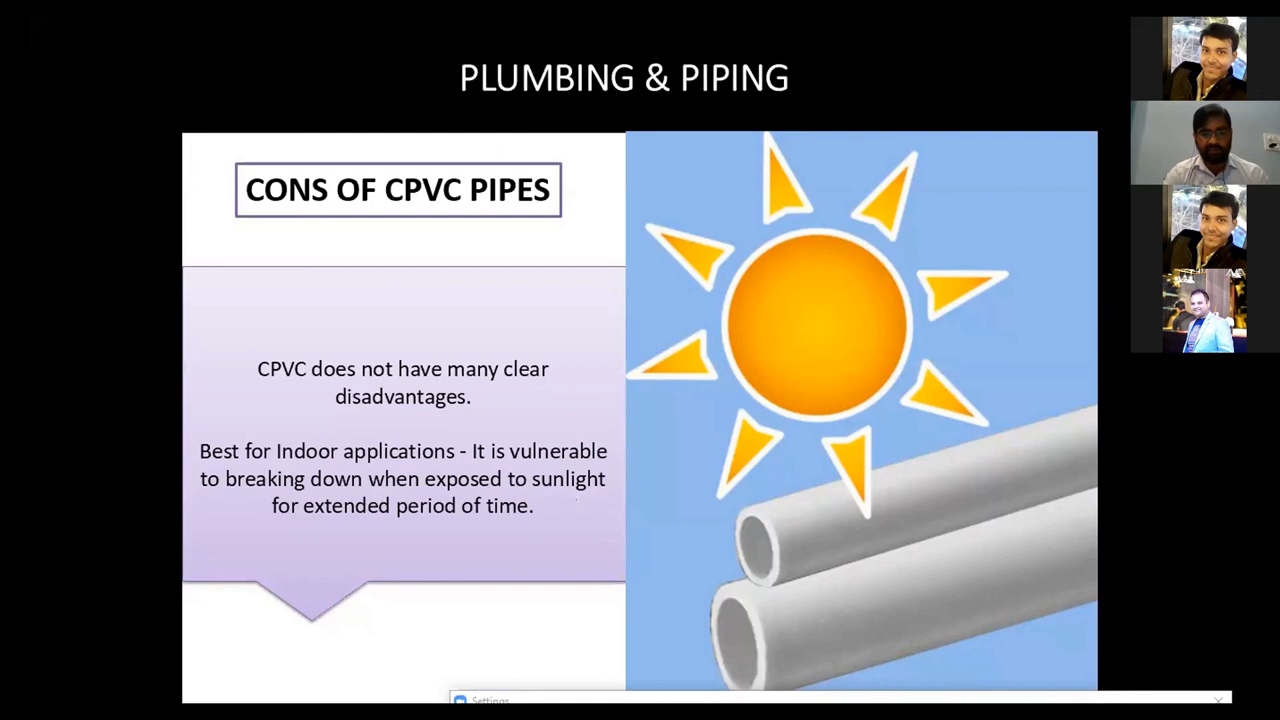 PLUMBING & PIPING
CONS OF CPVC PIPES
CPVC does not have many clear
disadvantages.
Best for Indoor applications - It is vulnerable
to breaking down when exposed to sunlight
for extended period of time.
Settings